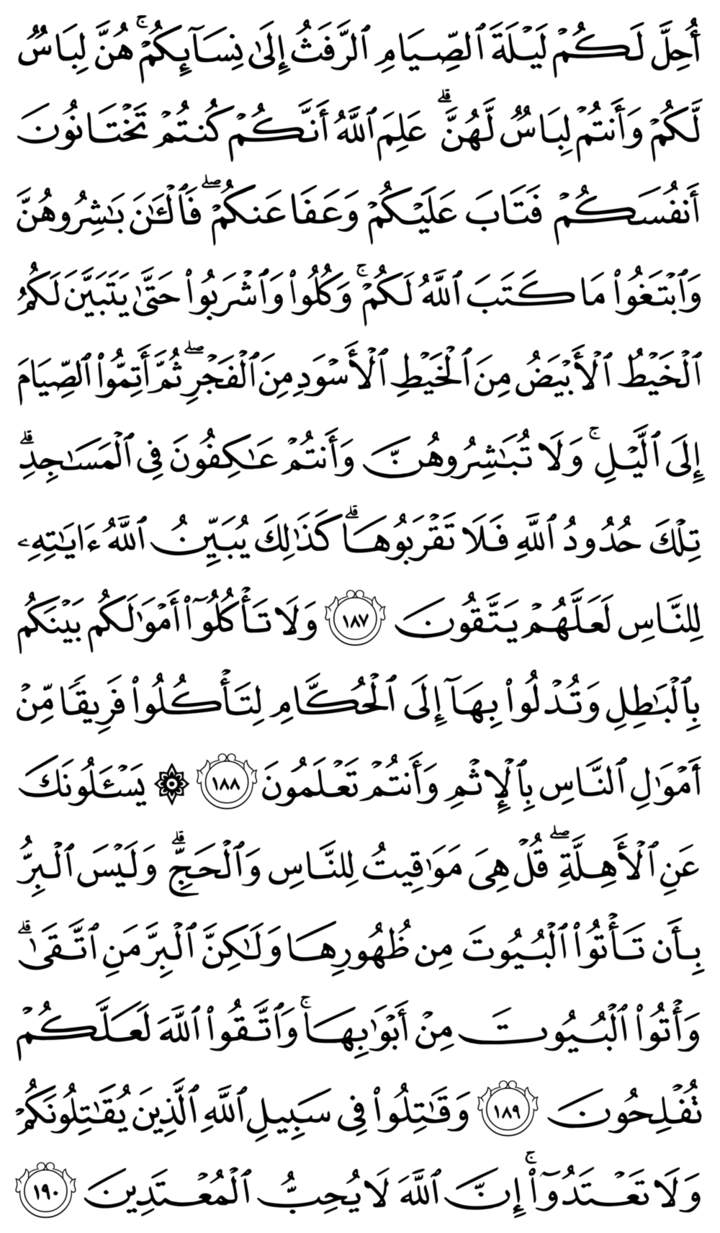 أُحِلَّ لَكُمۡ لَيۡلَةَ ٱلصِّيَامِ ٱلرَّفَثُ إِلَىٰ نِسَآئِكُمۡۚ هُنَّ لِبَاسٞ
لَّكُمۡ وَأَنتُمۡ لِبَاسٞ لَّهُنَّۗ عَلِمَ ٱللَّهُ أَنَّكُمۡ كُنتُمۡ تَخۡتَانُونَ
أَنفُسَكُمۡ فَتَابَ عَلَيۡكُمۡ وَعَفَا عَنكُمۡۖ فَٱلۡـَٰٔنَ بَٰشِرُوهُنَّ
وَٱبۡتَغُواْ مَا كَتَبَ ٱللَّهُ لَكُمۡۚ وَكُلُواْ وَٱشۡرَبُواْ حَتَّىٰ يَتَبَيَّنَ لَكُمُ
ٱلۡخَيۡطُ ٱلۡأَبۡيَضُ مِنَ ٱلۡخَيۡطِ ٱلۡأَسۡوَدِ مِنَ ٱلۡفَجۡرِۖ ثُمَّ أَتِمُّواْ ٱلصِّيَامَ
إِلَى ٱلَّيۡلِۚ وَلَا تُبَٰشِرُوهُنَّ وَأَنتُمۡ عَٰكِفُونَ فِي ٱلۡمَسَٰجِدِۗ
تِلۡكَ حُدُودُ ٱللَّهِ فَلَا تَقۡرَبُوهَاۗ كَذَٰلِكَ يُبَيِّنُ ٱللَّهُ ءَايَٰتِهِۦ
لِلنَّاسِ لَعَلَّهُمۡ يَتَّقُونَ ١٨٧ وَلَا تَأۡكُلُوٓاْ أَمۡوَٰلَكُم بَيۡنَكُم
بِٱلۡبَٰطِلِ وَتُدۡلُواْ بِهَآ إِلَى ٱلۡحُكَّامِ لِتَأۡكُلُواْ فَرِيقٗا مِّنۡ
أَمۡوَٰلِ ٱلنَّاسِ بِٱلۡإِثۡمِ وَأَنتُمۡ تَعۡلَمُونَ ١٨٨ ۞ يَسۡـَٔلُونَكَ
عَنِ ٱلۡأَهِلَّةِۖ قُلۡ هِيَ مَوَٰقِيتُ لِلنَّاسِ وَٱلۡحَجِّۗ وَلَيۡسَ ٱلۡبِرُّ
بِأَن تَأۡتُواْ ٱلۡبُيُوتَ مِن ظُهُورِهَا وَلَٰكِنَّ ٱلۡبِرَّ مَنِ ٱتَّقَىٰۗ
وَأۡتُواْ ٱلۡبُيُوتَ مِنۡ أَبۡوَٰبِهَاۚ وَٱتَّقُواْ ٱللَّهَ لَعَلَّكُمۡ
تُفۡلِحُونَ ١٨٩ وَقَٰتِلُواْ فِي سَبِيلِ ٱللَّهِ ٱلَّذِينَ يُقَٰتِلُونَكُمۡ
وَلَا تَعۡتَدُوٓاْۚ إِنَّ ٱللَّهَ لَا يُحِبُّ ٱلۡمُعۡتَدِينَ ١٩٠